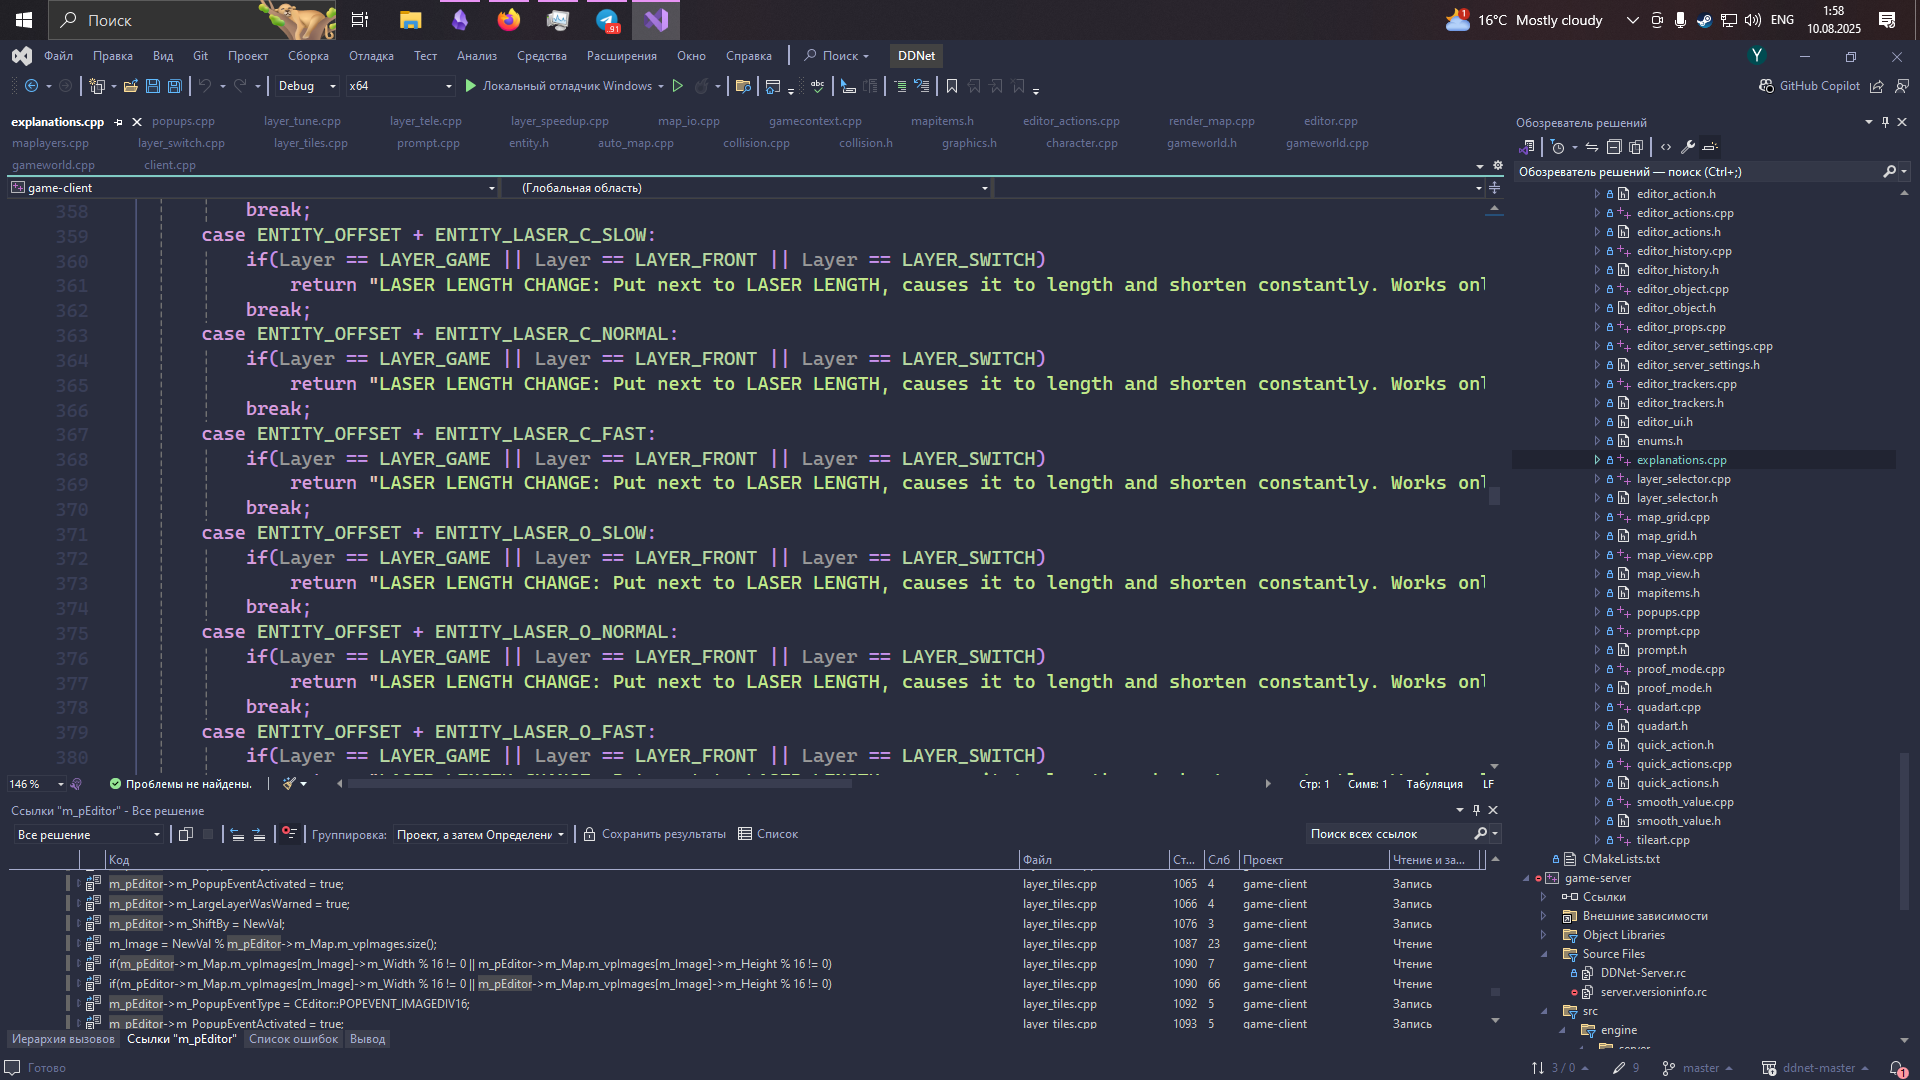 Поиск
91
1
16°C Mostly cloudy
ENG
1:58
10.08.2025
Файл Правка Вид Git Проект Сборка Отладка Тест Анализ Средства Расширения Окно Справка Поиск DDNet
Y
Debug x64 Локальный отладчик Windows
GitHub Copilot
explanations.cpp popups.cpp layer_tune.cpp layer_tele.cpp layer_speedup.cpp map_io.cpp gamecontext.cpp mapitems.h editor_actions.cpp render_map.cpp editor.cpp
maplayers.cpp layer_switch.cpp layer_tiles.cpp prompt.cpp entity.h auto_map.cpp collision.cpp collision.h graphics.h character.cpp gameworld.h gameworld.cpp
gameworld.cpp client.cpp
game-client (Глобальная область)
358 break;
359 case ENTITY_OFFSET + ENTITY_LASER_C_SLOW:
360 if(Layer == LAYER_GAME || Layer == LAYER_FRONT || Layer == LAYER_SWITCH)
361 return "LASER LENGTH CHANGE: Put next to LASER LENGTH, causes it to length and shorten constantly. Works onl
362 break;
363 case ENTITY_OFFSET + ENTITY_LASER_C_NORMAL:
364 if(Layer == LAYER_GAME || Layer == LAYER_FRONT || Layer == LAYER_SWITCH)
365 return "LASER LENGTH CHANGE: Put next to LASER LENGTH, causes it to length and shorten constantly. Works onl
366 break;
367 case ENTITY_OFFSET + ENTITY_LASER_C_FAST:
368 if(Layer == LAYER_GAME || Layer == LAYER_FRONT || Layer == LAYER_SWITCH)
369 return "LASER LENGTH CHANGE: Put next to LASER LENGTH, causes it to length and shorten constantly. Works onl
370 break;
371 case ENTITY_OFFSET + ENTITY_LASER_O_SLOW:
372 if(Layer == LAYER_GAME || Layer == LAYER_FRONT || Layer == LAYER_SWITCH)
373 return "LASER LENGTH CHANGE: Put next to LASER LENGTH, causes it to length and shorten constantly. Works onl
374 break;
375 case ENTITY_OFFSET + ENTITY_LASER_O_NORMAL:
376 if(Layer == LAYER_GAME || Layer == LAYER_FRONT || Layer == LAYER_SWITCH)
377 return "LASER LENGTH CHANGE: Put next to LASER LENGTH, causes it to length and shorten constantly. Works onl
378 break;
379 case ENTITY_OFFSET + ENTITY_LASER_O_FAST:
380 if(Layer == LAYER_GAME || Layer == LAYER_FRONT || Layer == LAYER_SWITCH)
146 % Проблемы не найдены. Стр: 1 Симв: 1 Табуляция LF
Ссылки "m_pEditor" - Все решение
Все решение Группировка: Проект, а затем Определени Сохранить результаты Список Поиск всех ссылок
Код Файл Ст... Слб Проект Чтение и за...
m_pEditor->m_PopupEventActivated = true; layer_tiles.cpp 1065 4 game-client Запись
m_pEditor->m_LargeLayerWasWarned = true; layer_tiles.cpp 1066 4 game-client Запись
m_pEditor->m_ShiftBy = NewVal; layer_tiles.cpp 1076 3 game-client Запись
m_Image = NewVal % m_pEditor->m_Map.m_vpImages.size(); layer_tiles.cpp 1087 23 game-client Чтение
if(m_pEditor->m_Map.m_vpImages[m_Image]->m_Width % 16 != 0 || m_pEditor->m_Map.m_vpImages[m_Image]->m_Height % 16 != 0) layer_tiles.cpp 1090 7 game-client Чтение
if(m_pEditor->m_Map.m_vpImages[m_Image]->m_Width % 16 != 0 || m_pEditor->m_Map.m_vpImages[m_Image]->m_Height % 16 != 0) layer_tiles.cpp 1090 66 game-client Чтение
m_pEditor->m_PopupEventType = CEditor::POPEVENT_IMAGEDIV16; layer_tiles.cpp 1092 5 game-client Запись
m_pEditor->m_PopupEventActivated = true; layer_tiles.cpp 1093 5 game-client Запись
Иерархия вызовов Ссылки "m_pEditor" Список ошибок Вывод
Обозреватель решений
Обозреватель решений — поиск (Ctrl+;)
editor_action.h
editor_actions.cpp
editor_actions.h
editor_history.cpp
editor_history.h
editor_object.cpp
editor_object.h
editor_props.cpp
editor_server_settings.cpp
editor_server_settings.h
editor_trackers.cpp
editor_trackers.h
editor_ui.h
enums.h
explanations.cpp
layer_selector.cpp
layer_selector.h
map_grid.cpp
map_grid.h
map_view.cpp
map_view.h
mapitems.h
popups.cpp
prompt.cpp
prompt.h
proof_mode.cpp
proof_mode.h
quadart.cpp
quadart.h
quick_action.h
quick_actions.cpp
quick_actions.h
smooth_value.cpp
smooth_value.h
tileart.cpp
CMakeLists.txt
game-server
Ссылки
Внешние зависимости
Object Libraries
Source Files
DDNet-Server.rc
server.versioninfo.rc
src
engine
Готово 3 / 0 9 master ddnet-master 1